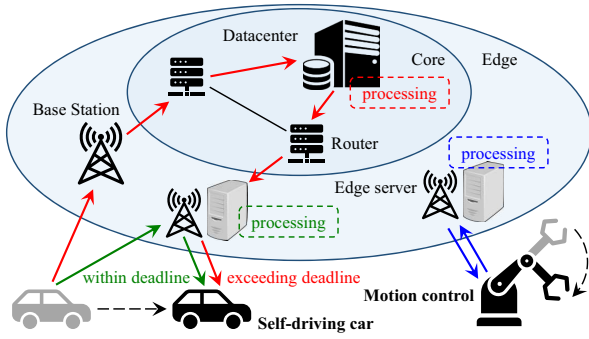 Datacenter
Core
Edge
processing
Base Station
Router
processing
Edge server
processing
within deadline
exceeding deadline
Motion control
Self-driving car